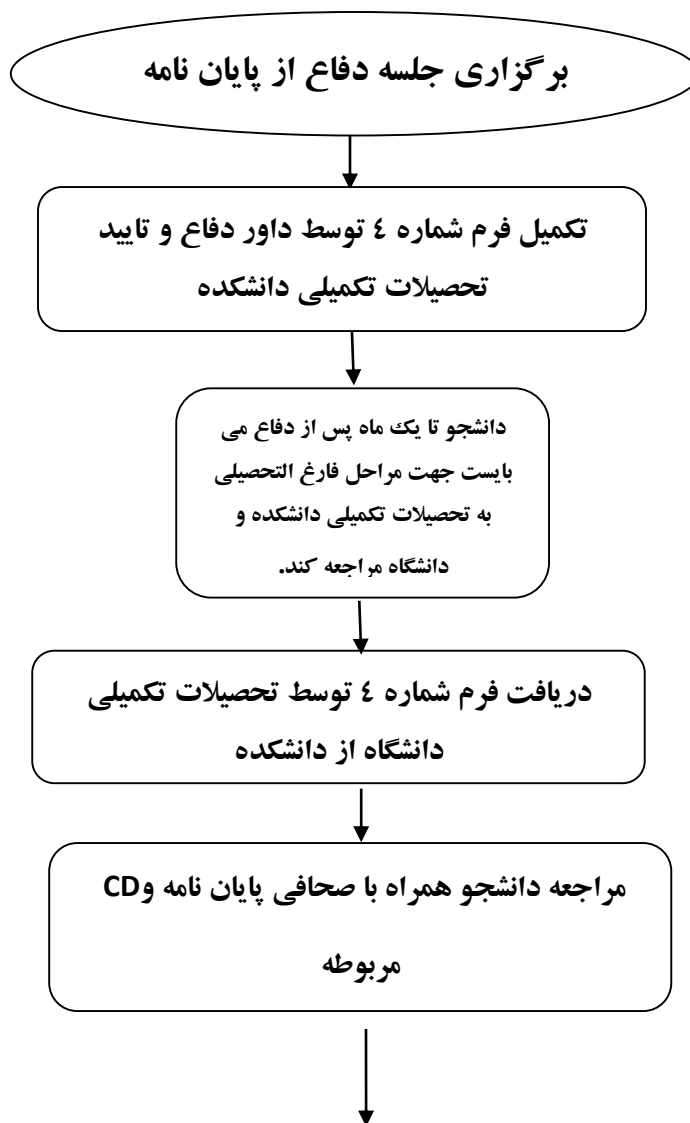 برگزاری جلسه دفاع از پایان نامه
تکمیل فرم شماره ٤ توسط داور دفاع و تایید
تحصیلات تکمیلی دانشکده
دانشجو تا یک ماه پس از دفاع می
بایست جهت مراحل فارغ التحصیلی
به تحصیلات تکمیلی دانشکده و
دانشگاه مراجعه کند.
دریافت فرم شماره ٤ توسط تحصیلات تکمیلی
دانشگاه از دانشکده
مراجعه دانشجو همراه با صحافی پایان نامه وCD
مربوطه